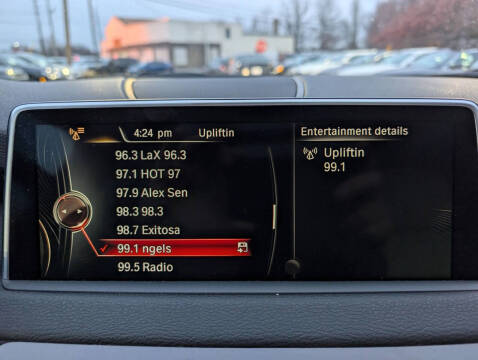 4:24 pm Upliftin
96.3 LaX 96.3
97.1 HOT 97
97.9 Alex Sen
98.3 98.3
98.7 Exitosa
99.1 ngels
99.5 Radio
Entertainment details
Upliftin
99.1